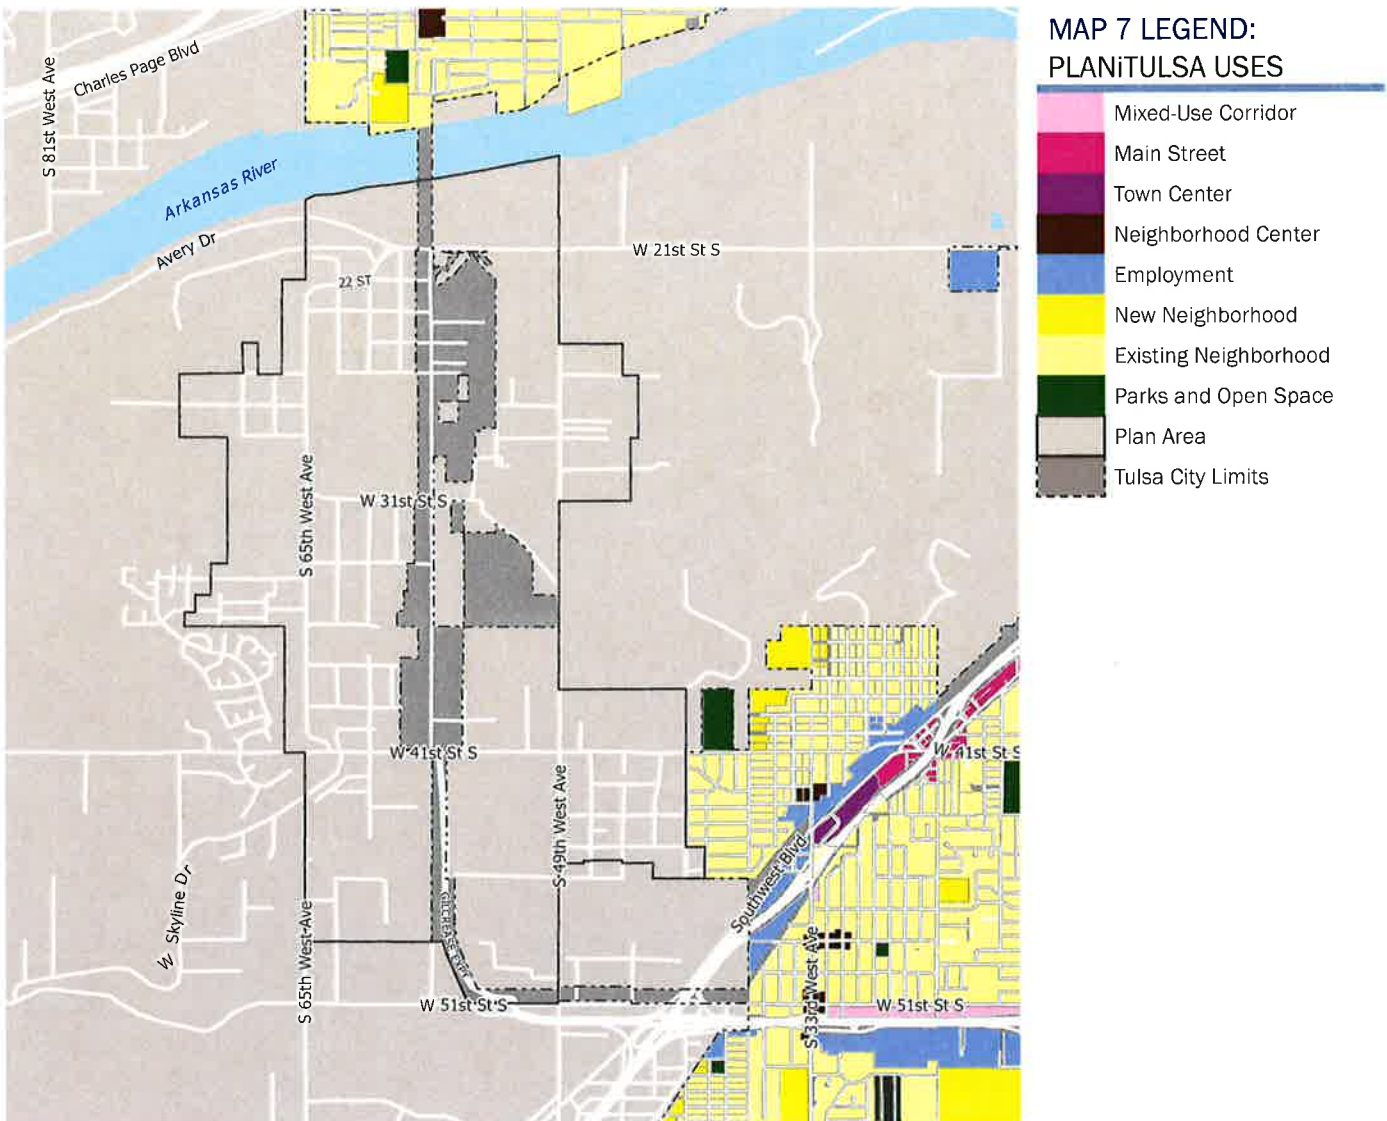 MAP 7 LEGEND:
PLANiTULSA USES
Mixed-Use Corridor
Main Street
Town Center
Neighborhood Center
Employment
New Neighborhood
Existing Neighborhood
Parks and Open Space
Plan Area
Tulsa City Limits
Charles Page Blvd
S 81st West Ave
Arkansas River
Avery Dr
W 21st St S
22 ST
S 65th West Ave
W 31st St S
W 41st St S
W 41st St S
S 49th West Ave
Southwest Blvd
W Skyline Dr
S 65th West Ave
GILCREASE EXPY
S 33rd West Ave
W 51st St S
W 51st St S